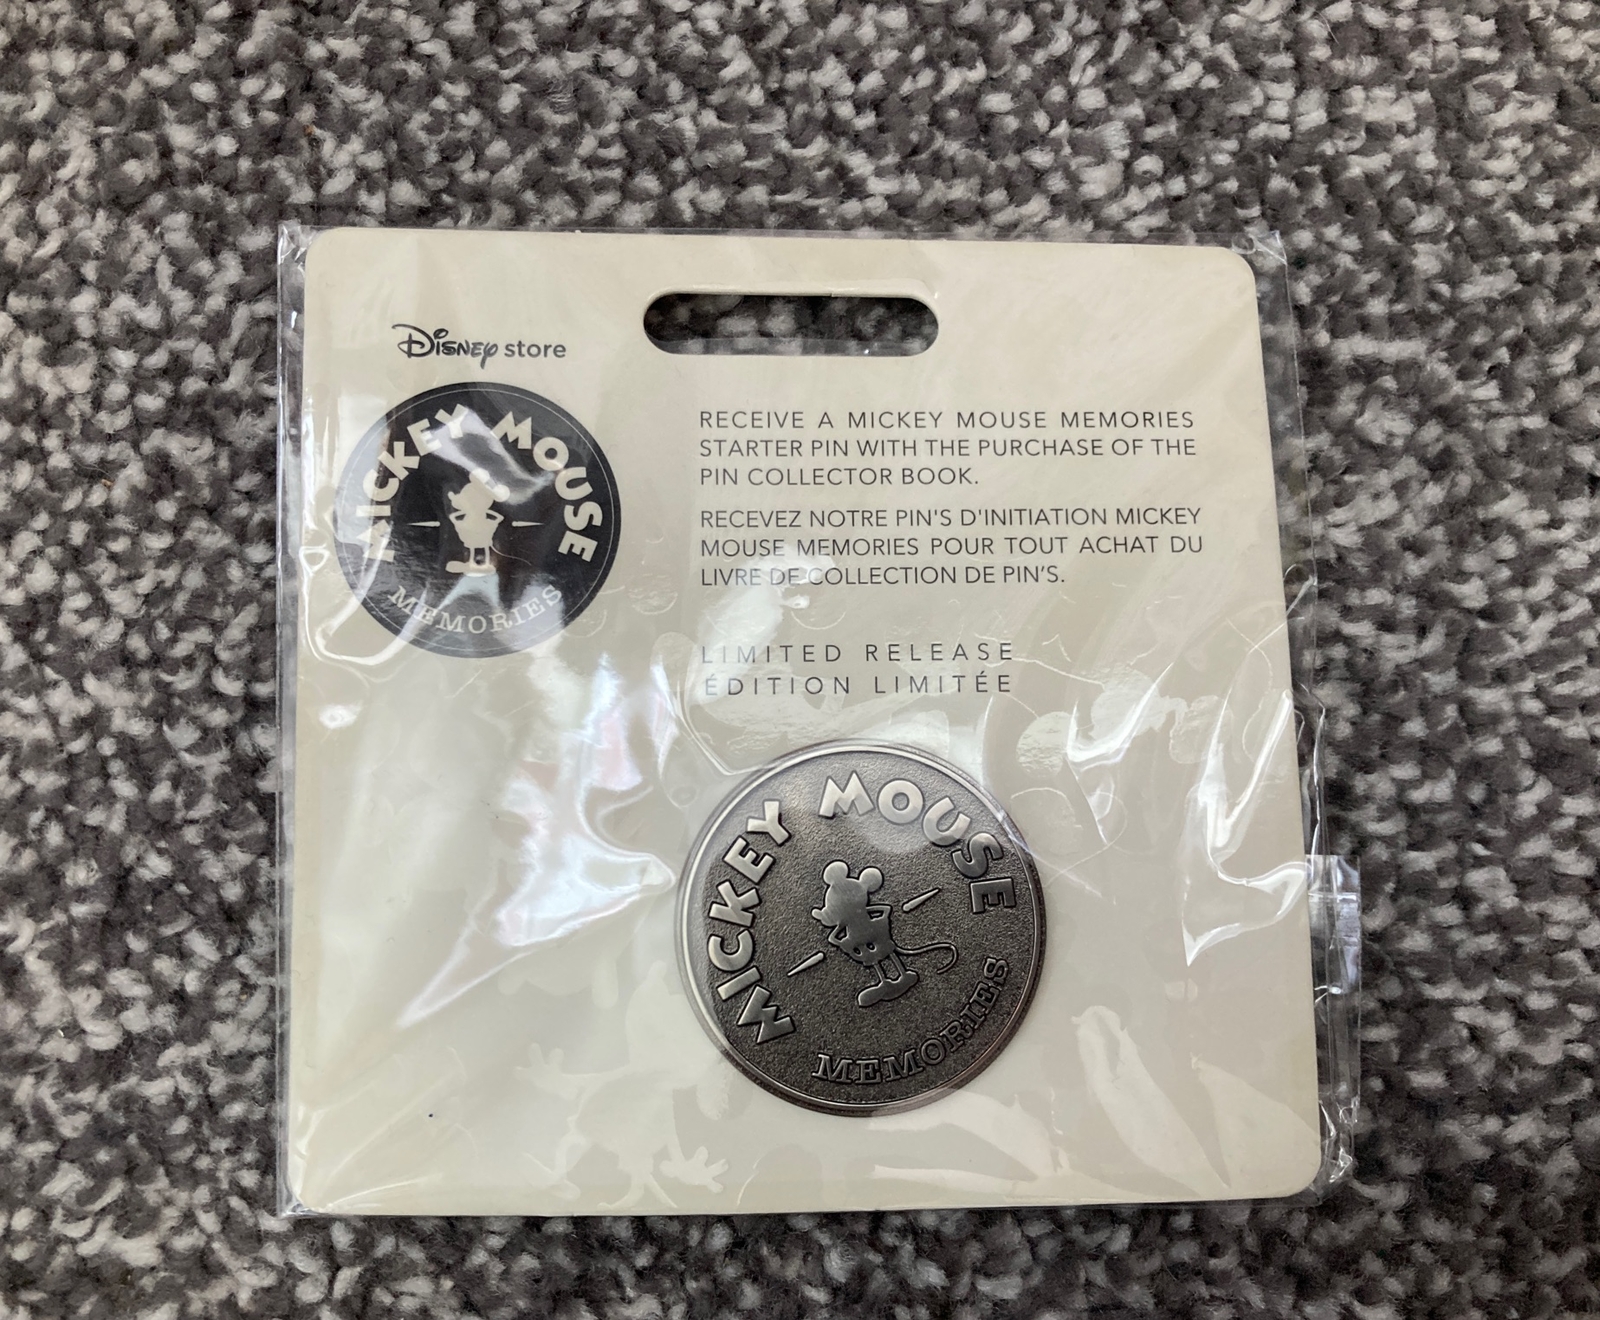 Disney store
MICKEY MOUSE
MEMORIES
RECEIVE A MICKEY MOUSE MEMORIES
STARTER PIN WITH THE PURCHASE OF THE
PIN COLLECTOR BOOK.
RECEVEZ NOTRE PIN'S D'INITIATION MICKEY
MOUSE MEMORIES POUR TOUT ACHAT DU
LIVRE DE COLLECTION DE PIN'S.
LIMITED RELEASE
ÉDITION LIMITÉE
MICKEY MOUSE
MEMORIES